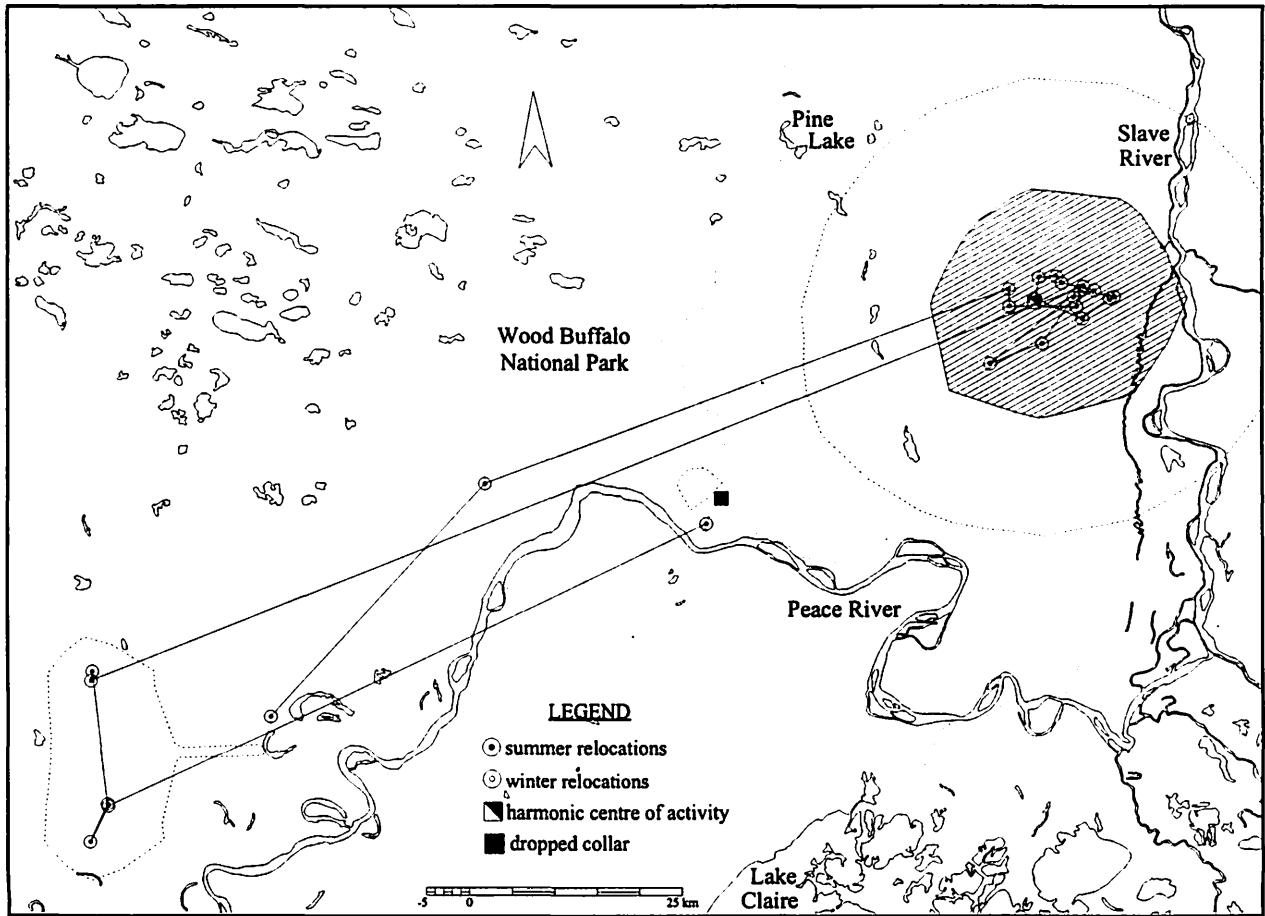 Pine
Lake
Slave
River
Wood Buffalo
National Park
Peace River
LEGEND
summer relocations
winter relocations
harmonic centre of activity
dropped collar
Lake
Claire
-5 0 25 km